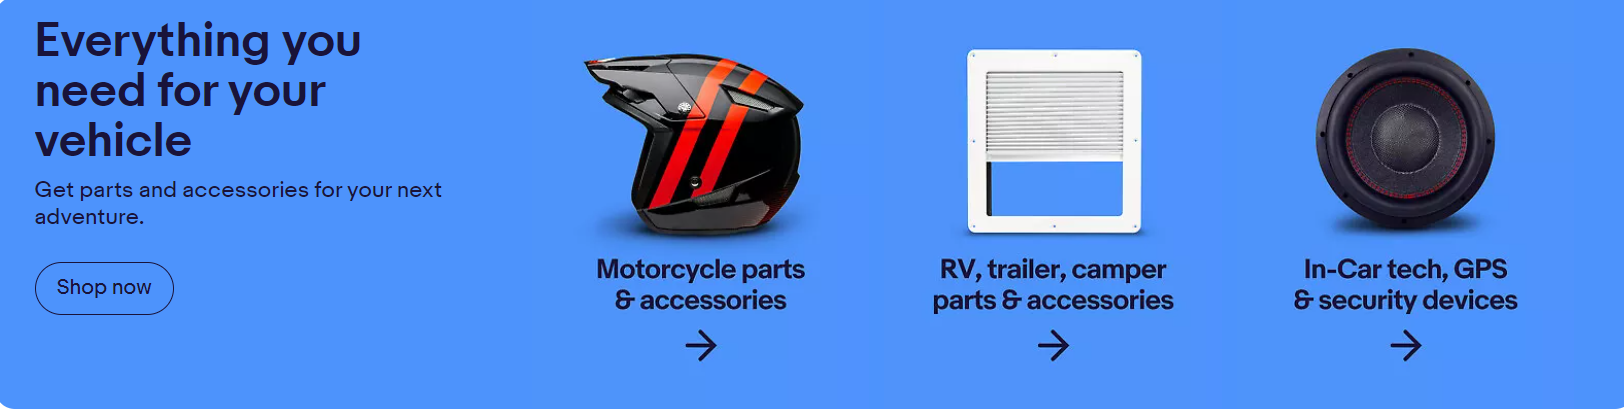 Everything you
need for your
vehicle
Get parts and accessories for your next
adventure.
Shop now
Motorcycle parts
& accessories
RV, trailer, camper
parts & accessories
In-Car tech, GPS
& security devices